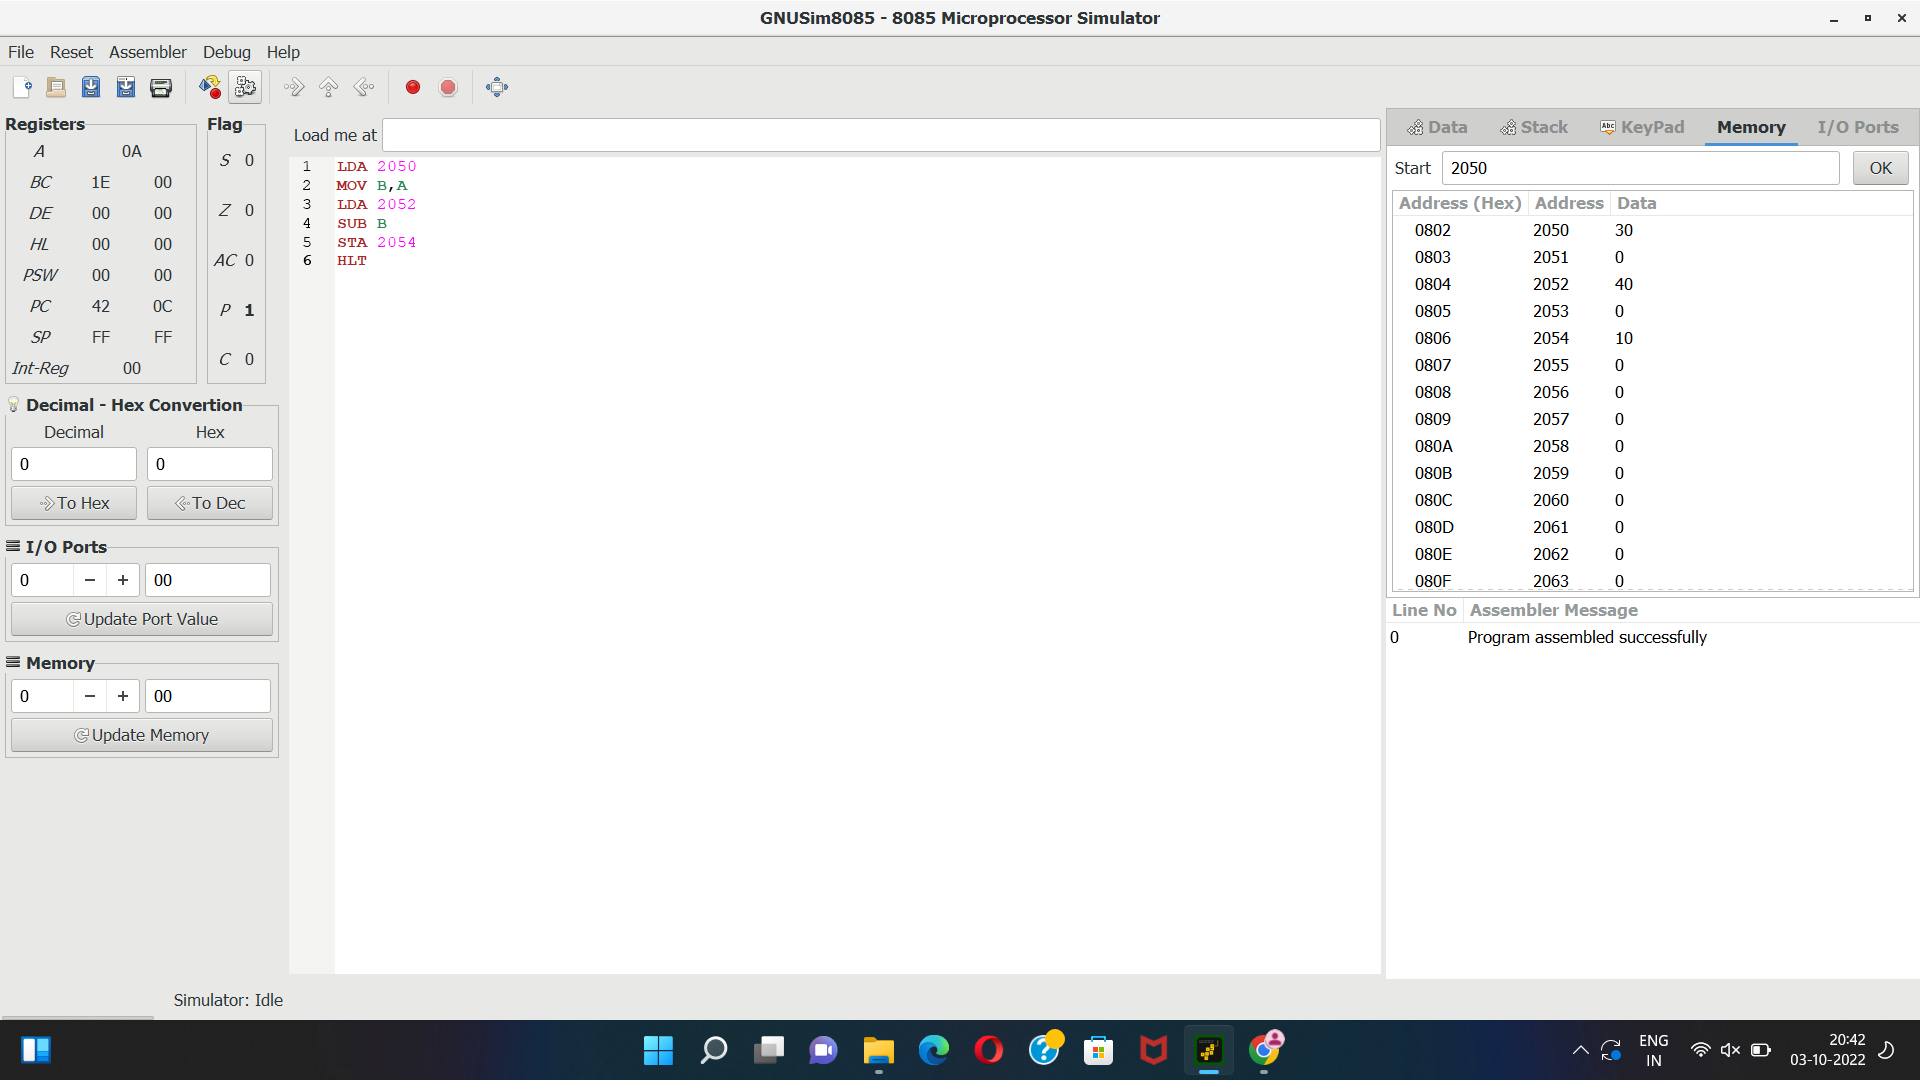 GNUSim8085 - 8085 Microprocessor Simulator
File Reset Assembler Debug Help
Registers
A 0A
BC 1E 00
DE 00 00
HL 00 00
PSW 00 00
PC 42 0C
SP FF FF
Int-Reg 00
Flag
S 0
Z 0
AC 0
P 1
C 0
Decimal - Hex Convertion
Decimal Hex
0 0
To Hex To Dec
I/O Ports
0 − + 00
Update Port Value
Memory
0 − + 00
Update Memory
Load me at
1 LDA 2050
2 MOV B,A
3 LDA 2052
4 SUB B
5 STA 2054
6 HLT
Data Stack Abc KeyPad Memory I/O Ports
Start 2050 OK
Address (Hex) Address Data
0802 2050 30
0803 2051 0
0804 2052 40
0805 2053 0
0806 2054 10
0807 2055 0
0808 2056 0
0809 2057 0
080A 2058 0
080B 2059 0
080C 2060 0
080D 2061 0
080E 2062 0
080F 2063 0
Line No Assembler Message
0 Program assembled successfully
Simulator: Idle
ENG
IN
20:42
03-10-2022